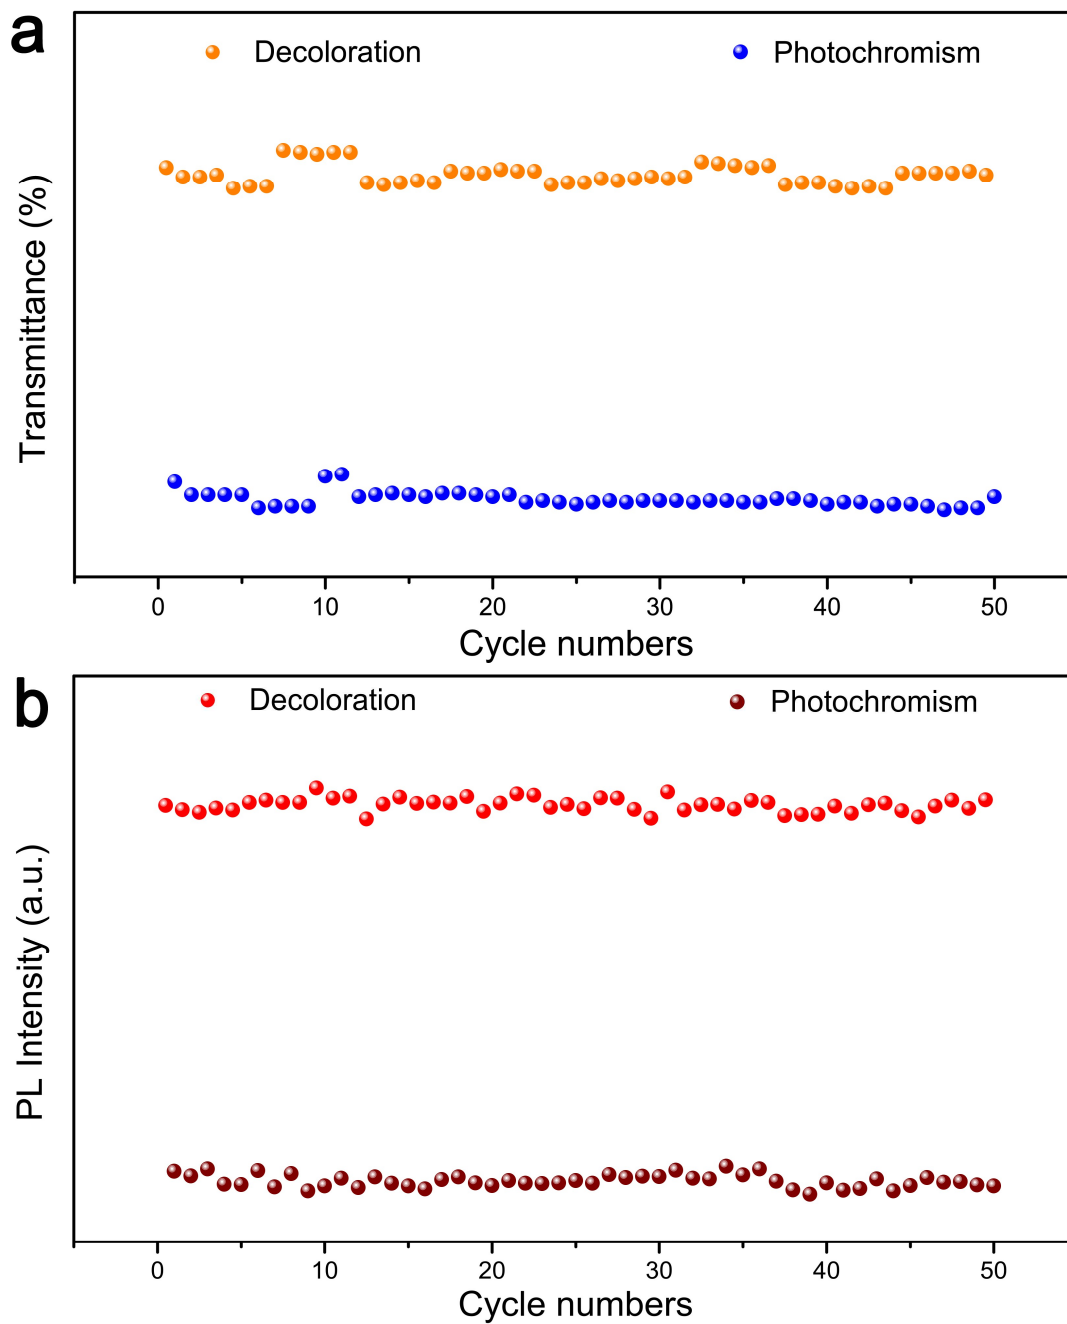 a
Decoloration
Photochromism
Transmittance (%)
0 10 20 30 40 50
Cycle numbers
b
Decoloration
Photochromism
PL Intensity (a.u.)
0 10 20 30 40 50
Cycle numbers